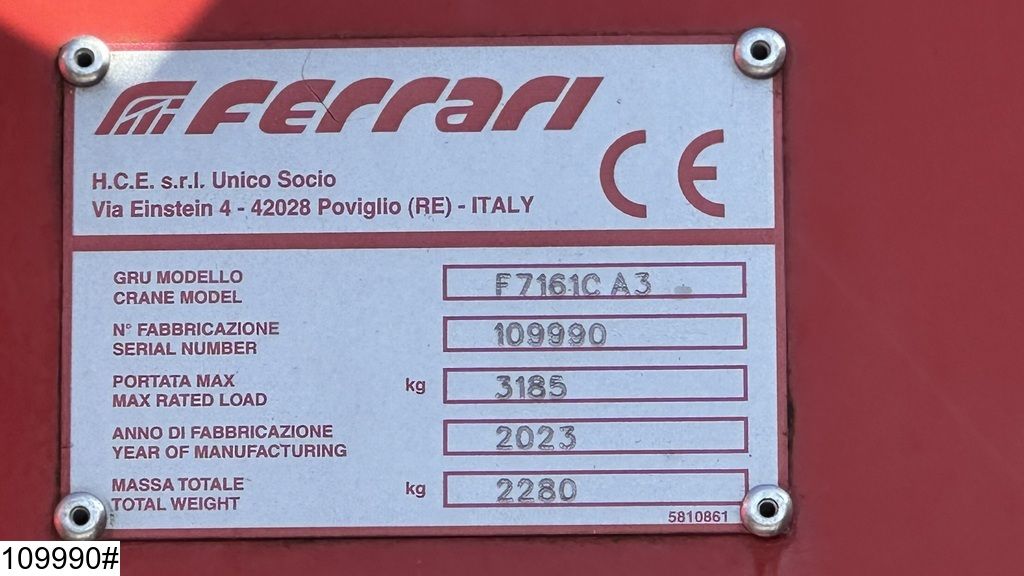 Ferrari
CE
H.C.E. s.r.l. Unico Socio
Via Einstein 4 - 42028 Poviglio (RE) - ITALY
GRU MODELLO
CRANE MODEL
F7161C A3
N° FABBRICAZIONE
SERIAL NUMBER
109990
PORTATA MAX
MAX RATED LOAD
kg 3185
ANNO DI FABBRICAZIONE
YEAR OF MANUFACTURING
2023
MASSA TOTALE
TOTAL WEIGHT
kg 2280
5810861
109990#